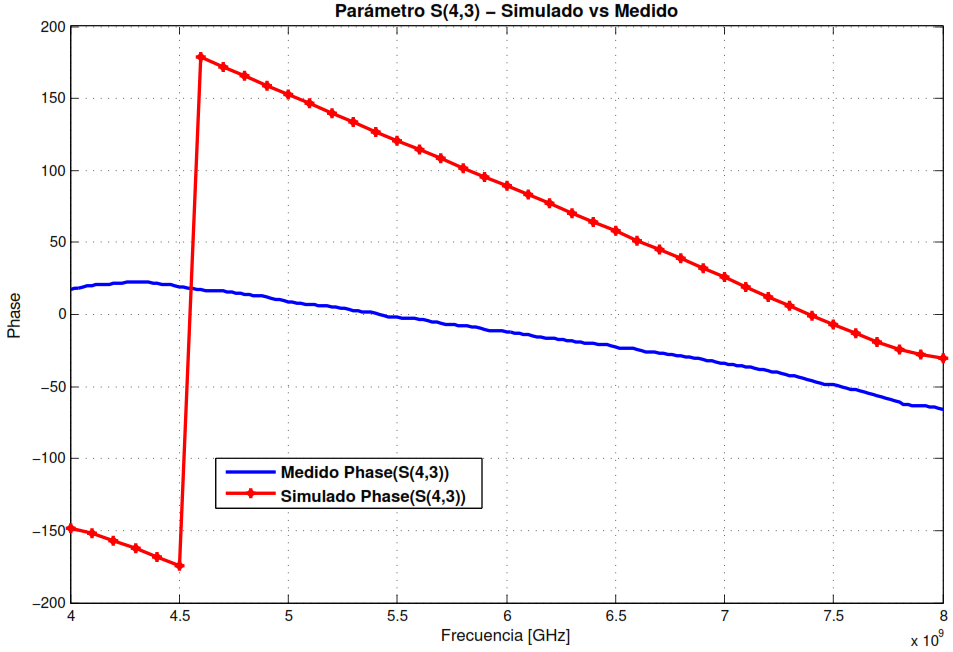 Parámetro S(4,3) – Simulado vs Medido
200
150
100
50
0
−50
−100
−150
−200
Phase
Medido Phase(S(4,3))
Simulado Phase(S(4,3))
4 4.5 5 5.5 6 6.5 7 7.5 8
Frecuencia [GHz]
x 10⁹